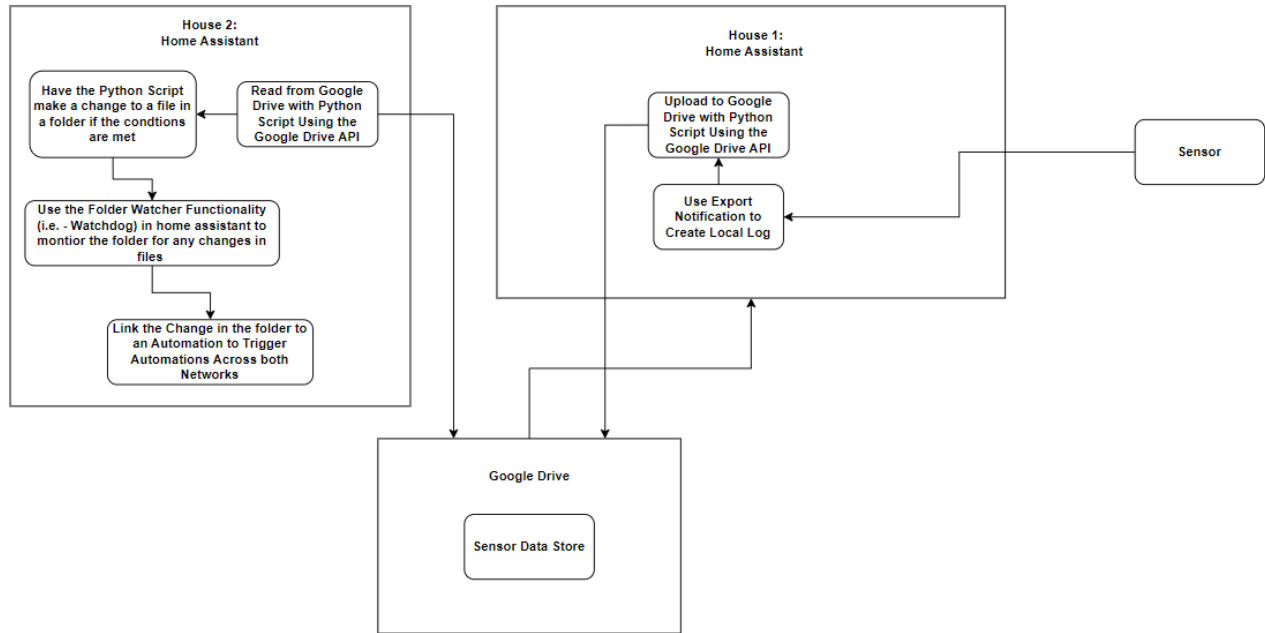 House 2:
Home Assistant
Have the Python Script
make a change to a file in
a folder if the condtions
are met
Read from Google
Drive with Python
Script Using the
Google Drive API
Use the Folder Watcher Functionality
(i.e. - Watchdog) in home assistant to
montior the folder for any changes in
files
Link the Change in the folder to
an Automation to Trigger
Automations Across both
Networks
House 1:
Home Assistant
Upload to Google
Drive with Python
Script Using the
Google Drive API
Use Export
Notification to
Create Local Log
Sensor
Google Drive
Sensor Data Store